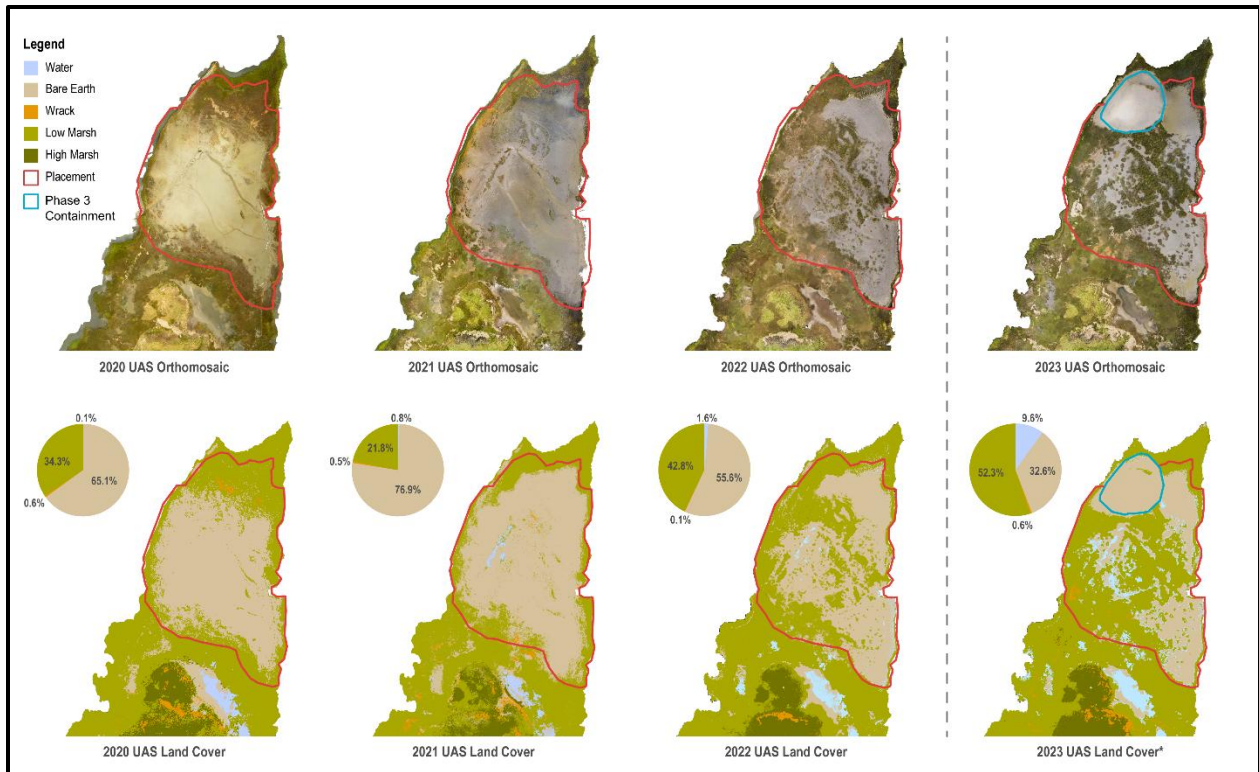 Legend
Water
Bare Earth
Wrack
Low Marsh
High Marsh
Placement
Phase 3
Containment
2020 UAS Orthomosaic
2021 UAS Orthomosaic
2022 UAS Orthomosaic
2023 UAS Orthomosaic
0.1%
34.3%
65.1%
0.6%
0.8%
21.8%
0.5%
76.9%
1.6%
42.8%
55.6%
0.1%
9.6%
52.3%
32.6%
0.6%
2020 UAS Land Cover
2021 UAS Land Cover
2022 UAS Land Cover
2023 UAS Land Cover*